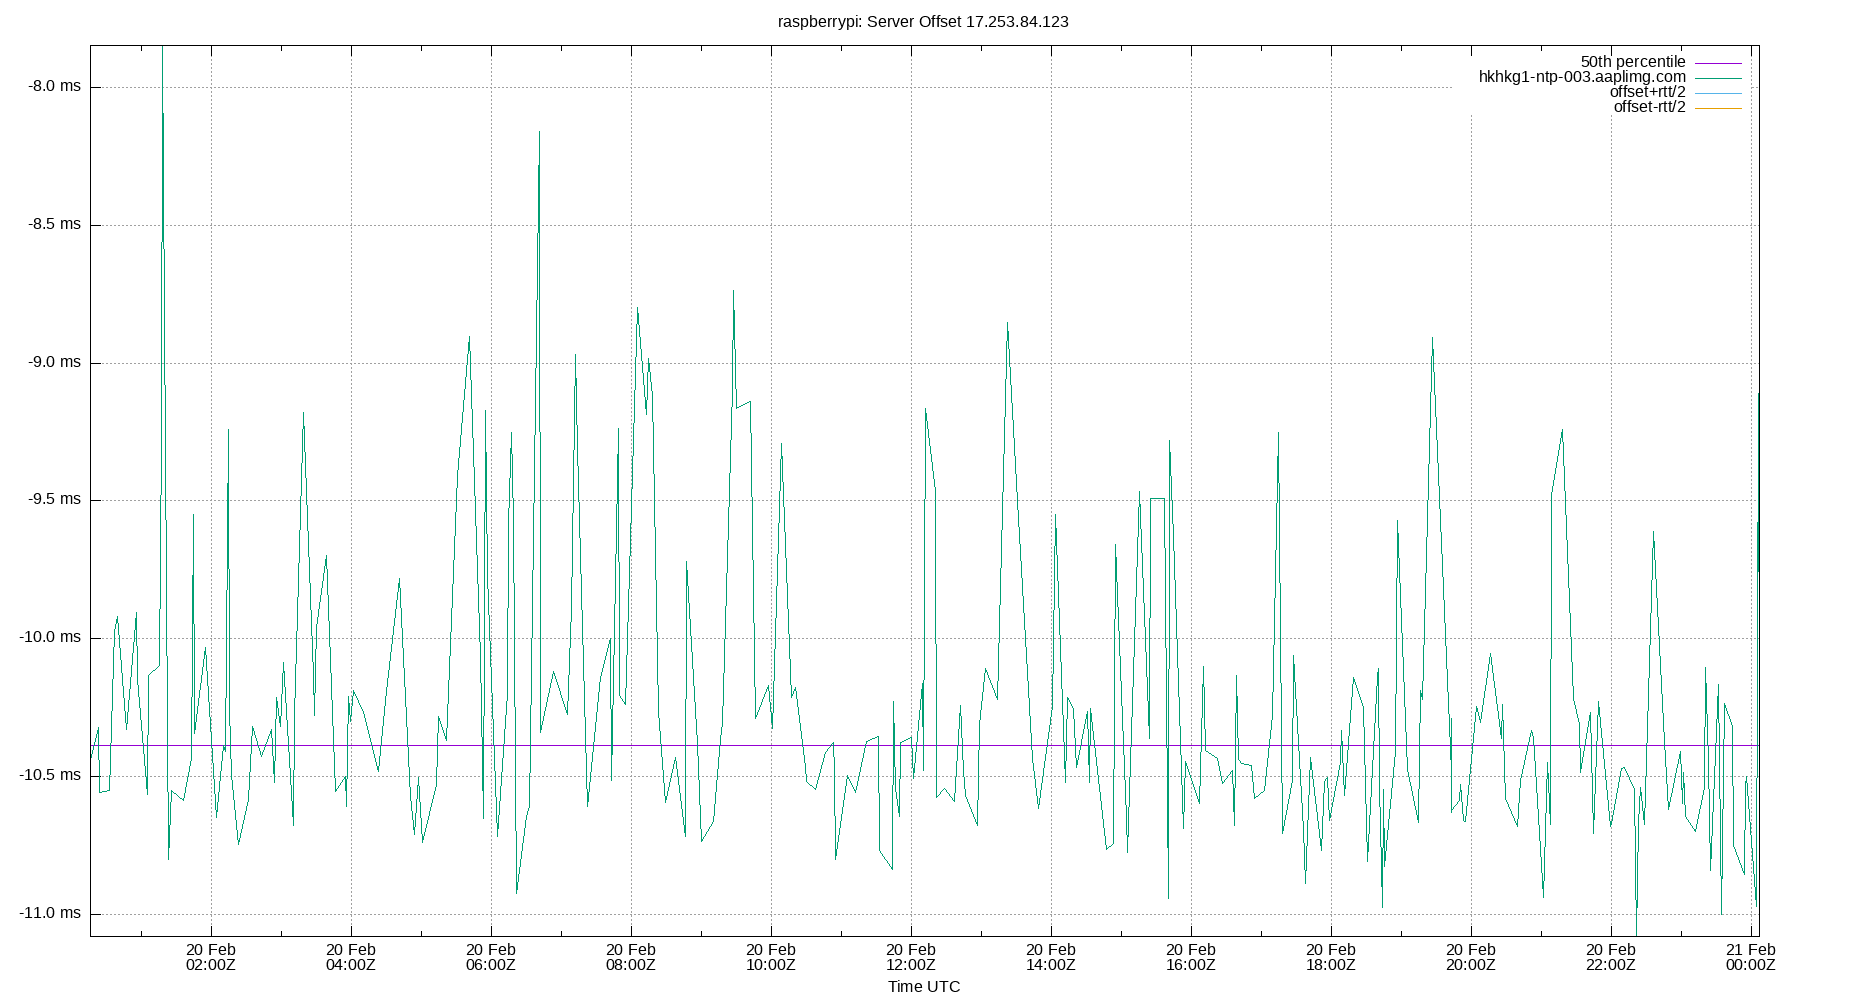 raspberrypi: Server Offset 17.253.84.123
50th percentile
hkhkg1-ntp-003.aaplimg.com
offset+rtt/2
offset-rtt/2
-8.0 ms
-8.5 ms
-9.0 ms
-9.5 ms
-10.0 ms
-10.5 ms
-11.0 ms
20 Feb 20 Feb 20 Feb 20 Feb 20 Feb 20 Feb 20 Feb 20 Feb 20 Feb 20 Feb 20 Feb 21 Feb
02:00Z 04:00Z 06:00Z 08:00Z 10:00Z 12:00Z 14:00Z 16:00Z 18:00Z 20:00Z 22:00Z 00:00Z
Time UTC